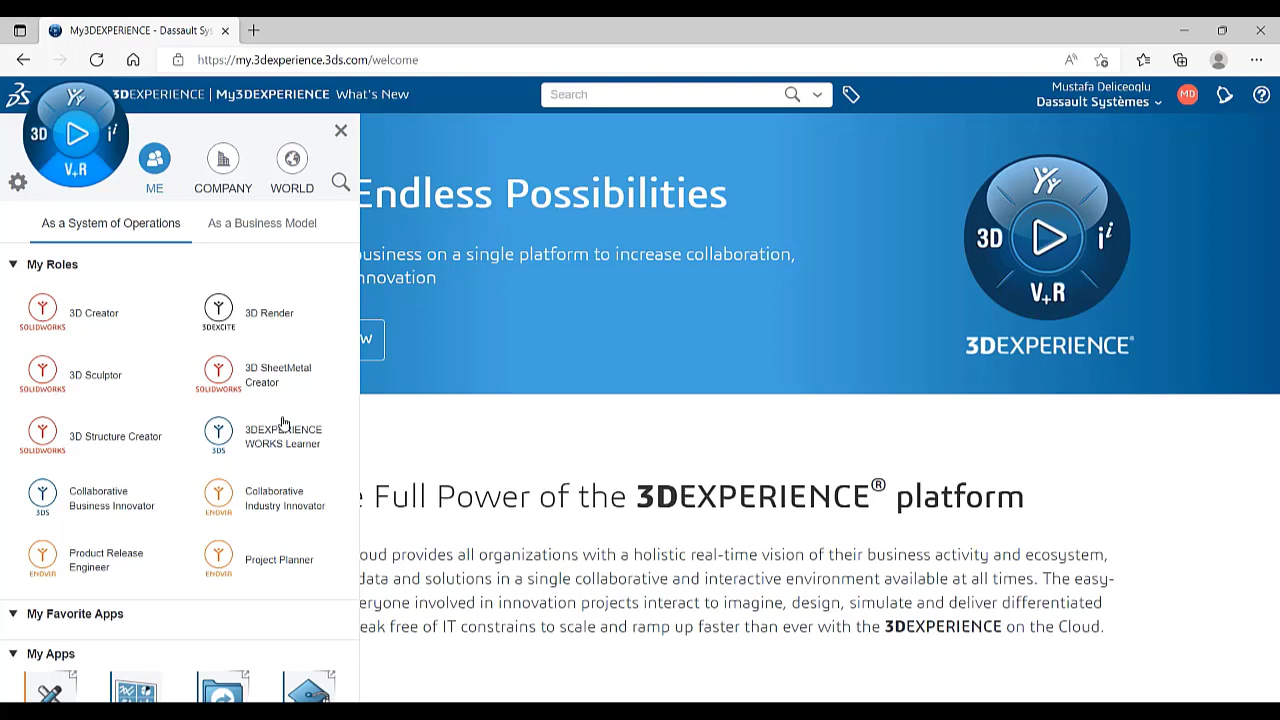 My3DEXPERIENCE - Dassault Sys
https://my.3dexperience.3ds.com/welcome
3DEXPERIENCE | My3DEXPERIENCE What's New
Search
Mustafa Deliceoglu
Dassault Systèmes
MD
3D
V+R
ME
COMPANY
WORLD
As a System of Operations
As a Business Model
My Roles
SOLIDWORKS
3D Creator
3DEXCITE
3D Render
SOLIDWORKS
3D Sculptor
SOLIDWORKS
3D SheetMetal
Creator
SOLIDWORKS
3D Structure Creator
3DS
3DEXPERIENCE
WORKS Learner
3DS
Collaborative
Business Innovator
ENOVIA
Collaborative
Industry Innovator
ENOVIA
Product Release
Engineer
ENOVIA
Project Planner
My Favorite Apps
My Apps
Endless Possibilities
usiness on a single platform to increase collaboration,
nnovation
W
3D
i
V+R
3DEXPERIENCE®
e Full Power of the 3DEXPERIENCE® platform
oud provides all organizations with a holistic real-time vision of their business activity and ecosystem,
data and solutions in a single collaborative and interactive environment available at all times. The easy-
eryone involved in innovation projects interact to imagine, design, simulate and deliver differentiated
eak free of IT constrains to scale and ramp up faster than ever with the 3DEXPERIENCE on the Cloud.